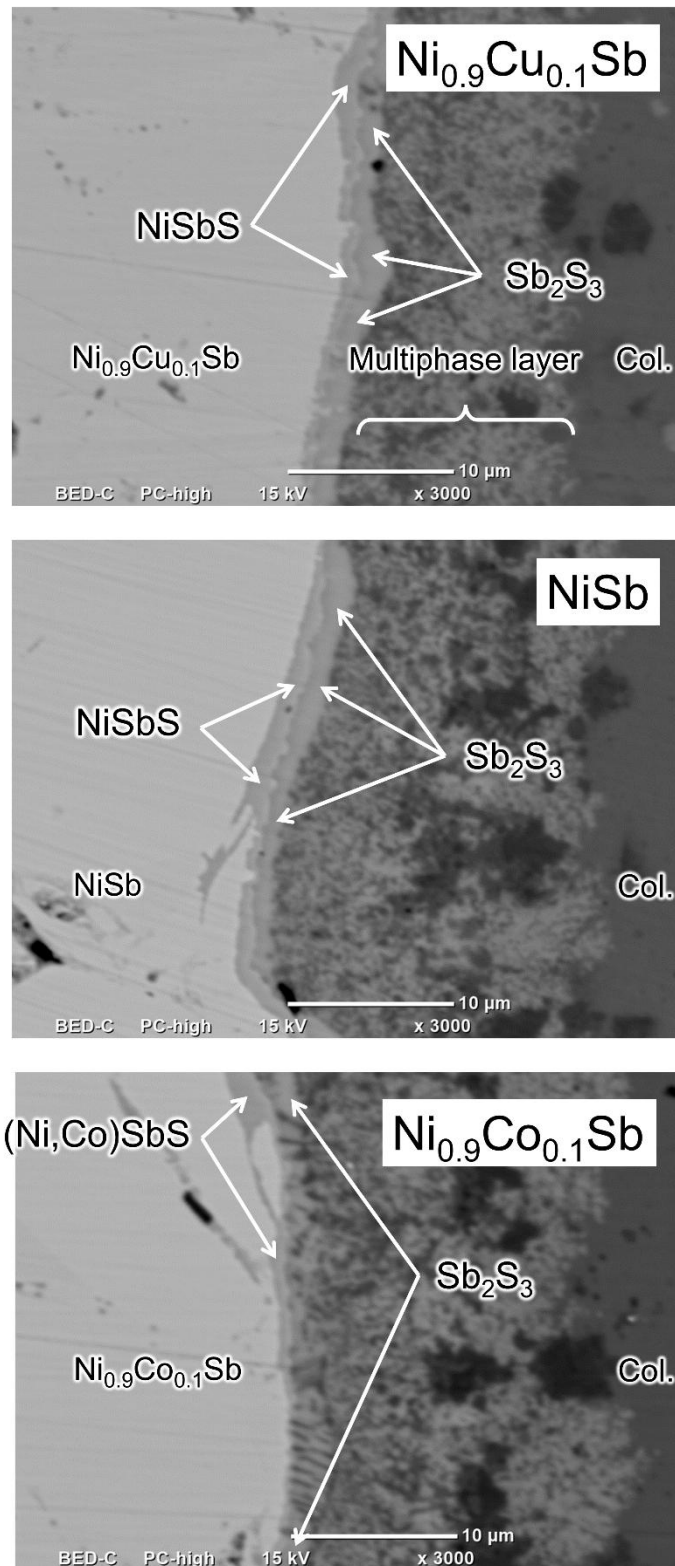 Ni0.9Cu0.1Sb
NiSbS
Sb2S3
Ni0.9Cu0.1Sb
Multiphase layer
Col.
10 µm
BED-C PC-high 15 kV x 3000
NiSb
NiSbS
Sb2S3
NiSb
Col.
10 µm
BED-C PC-high 15 kV x 3000
Ni0.9Co0.1Sb
(Ni,Co)SbS
Sb2S3
Ni0.9Co0.1Sb
Col.
10 µm
BED-C PC-high 15 kV x 3000